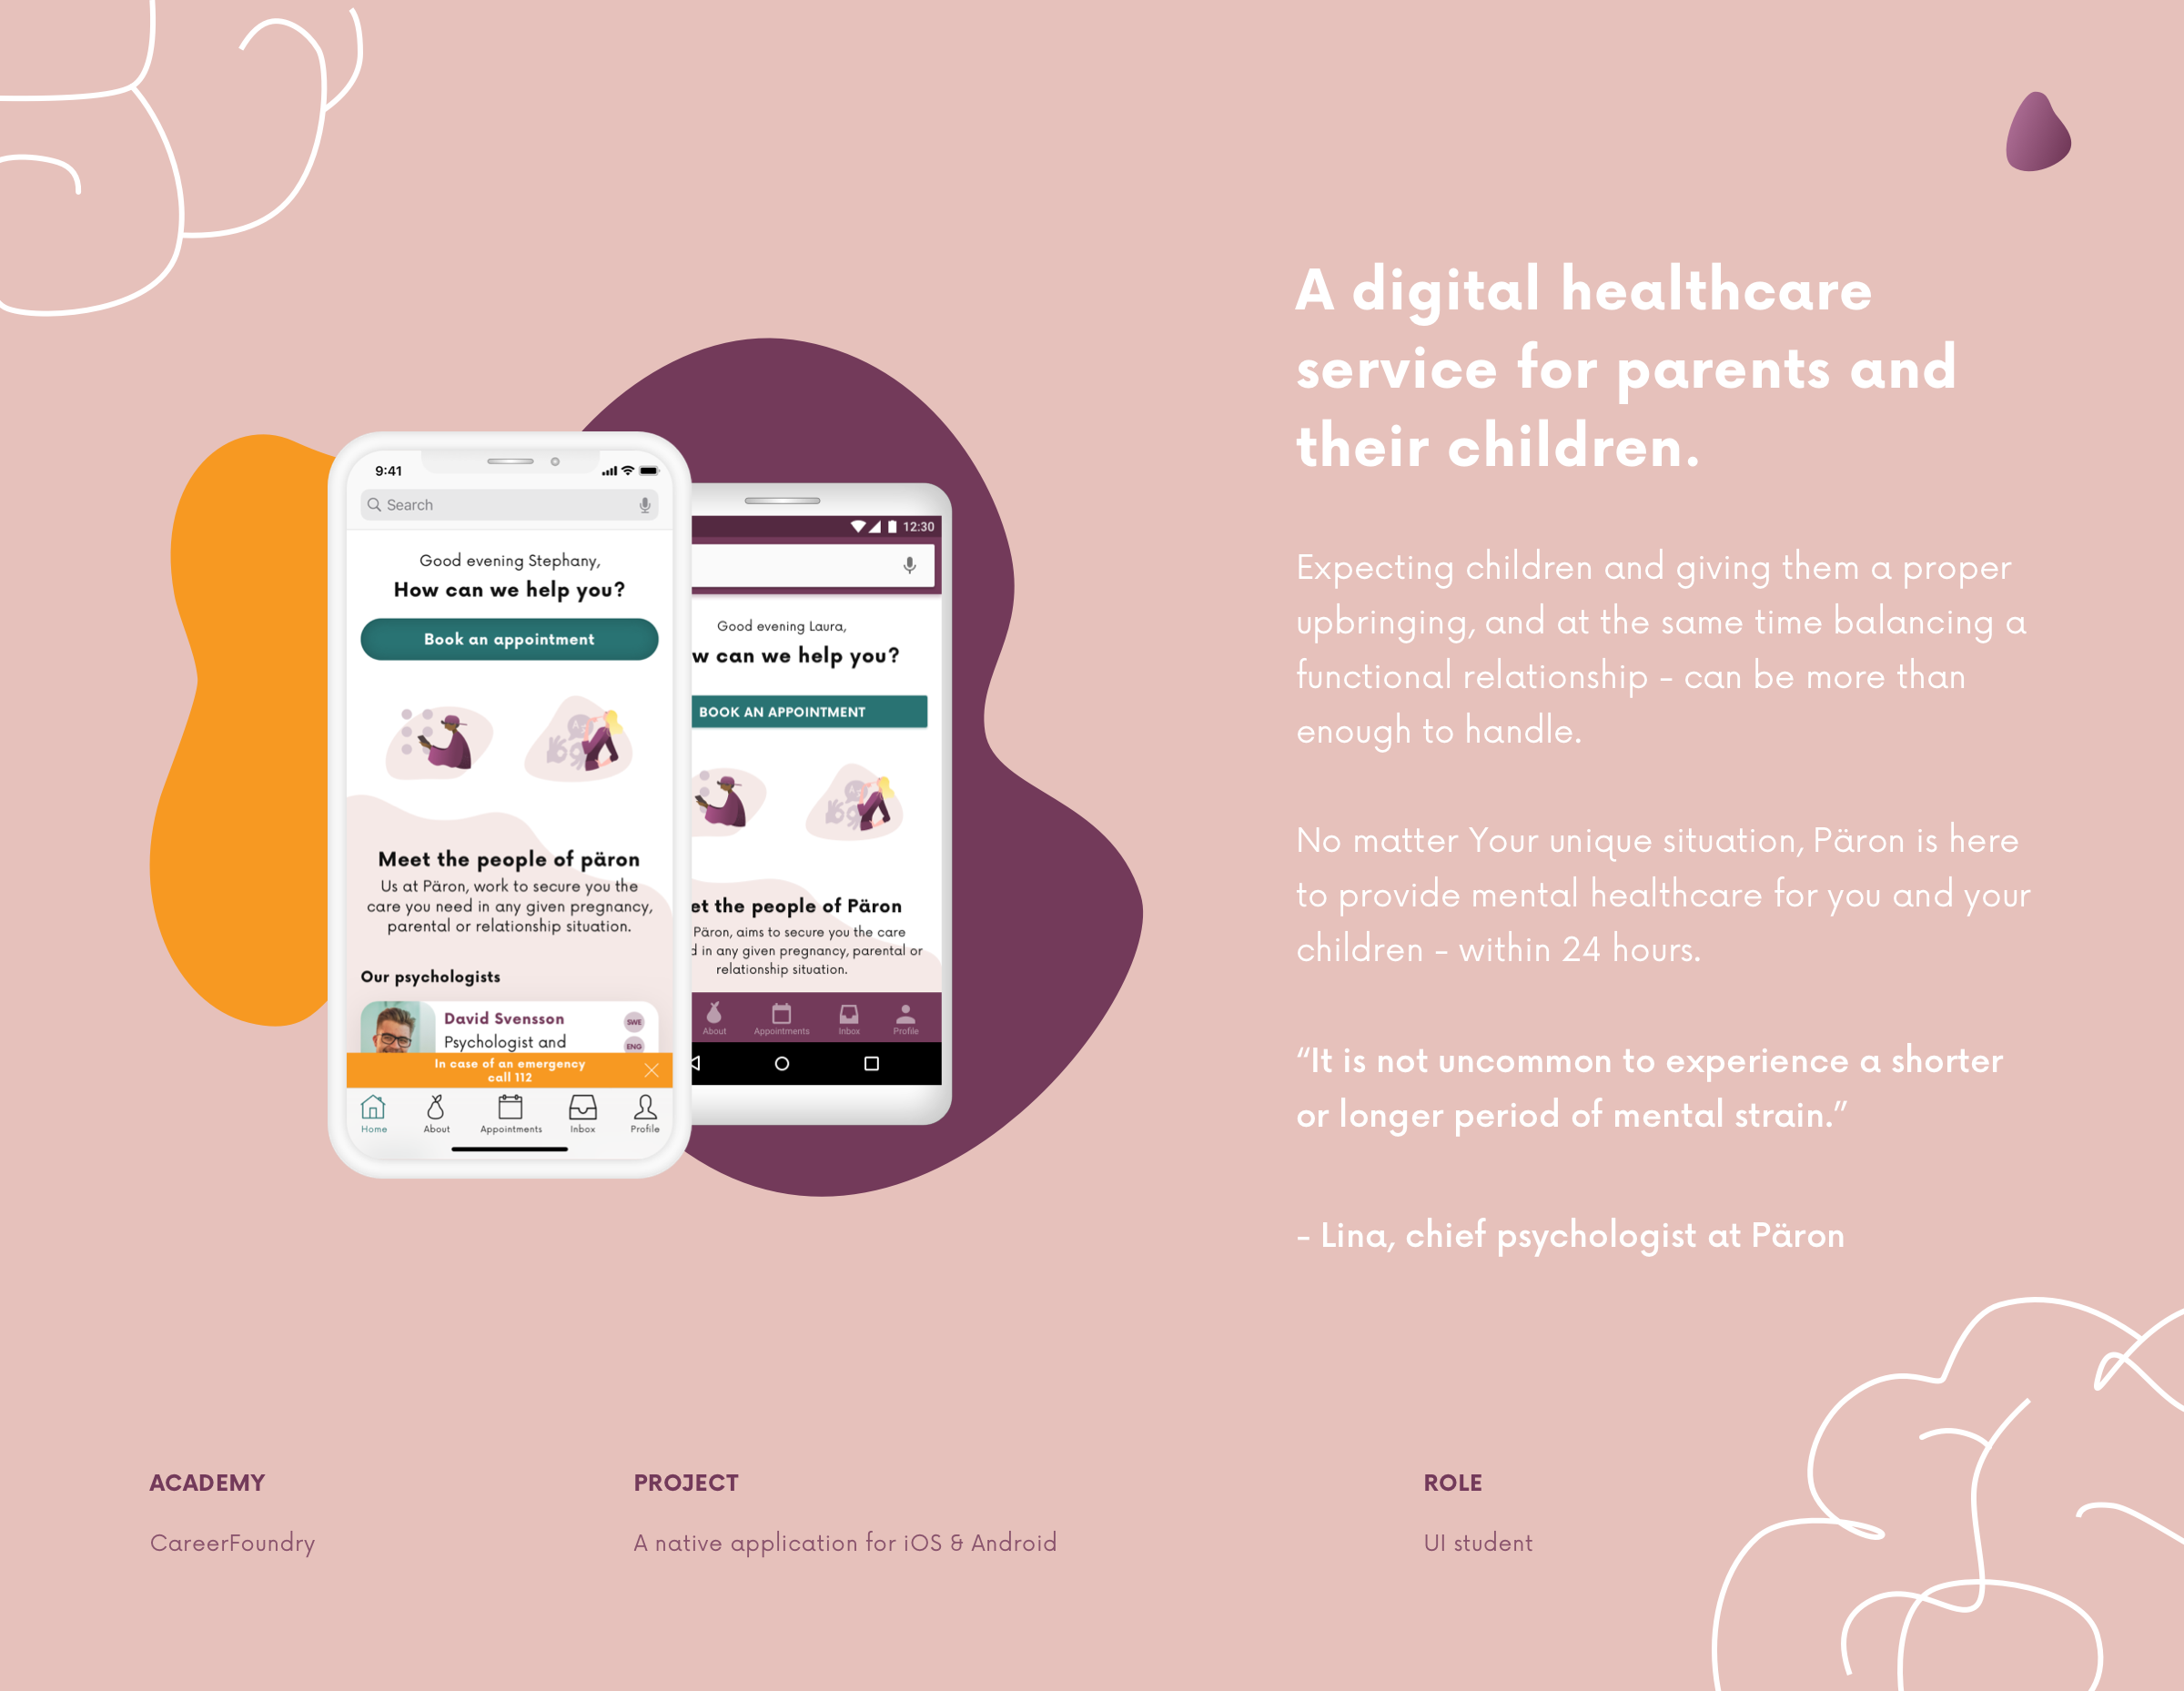 A digital healthcare
service for parents and
their children.
Expecting children and giving them a proper
upbringing, and at the same time balancing a
functional relationship - can be more than
enough to handle.
No matter Your unique situation, Päron is here
to provide mental healthcare for you and your
children - within 24 hours.
“It is not uncommon to experience a shorter
or longer period of mental strain.”
- Lina, chief psychologist at Päron
9:41
Search
Good evening Stephany,
How can we help you?
Book an appointment
Meet the people of päron
Us at Päron, work to secure you the
care you need in any given pregnancy,
parental or relationship situation.
Our psychologists
David Svensson
SWE
Psychologist and
ENG
In case of an emergency
call 112
Home
About
Appointments
Inbox
Profile
12:30
Good evening Laura,
can we help you?
BOOK AN APPOINTMENT
the people of Päron
Päron, aims to secure you the care
in any given pregnancy, parental or
relationship situation.
About
Appointments
Inbox
Profile
ACADEMY
CareerFoundry
PROJECT
A native application for iOS & Android
ROLE
UI student